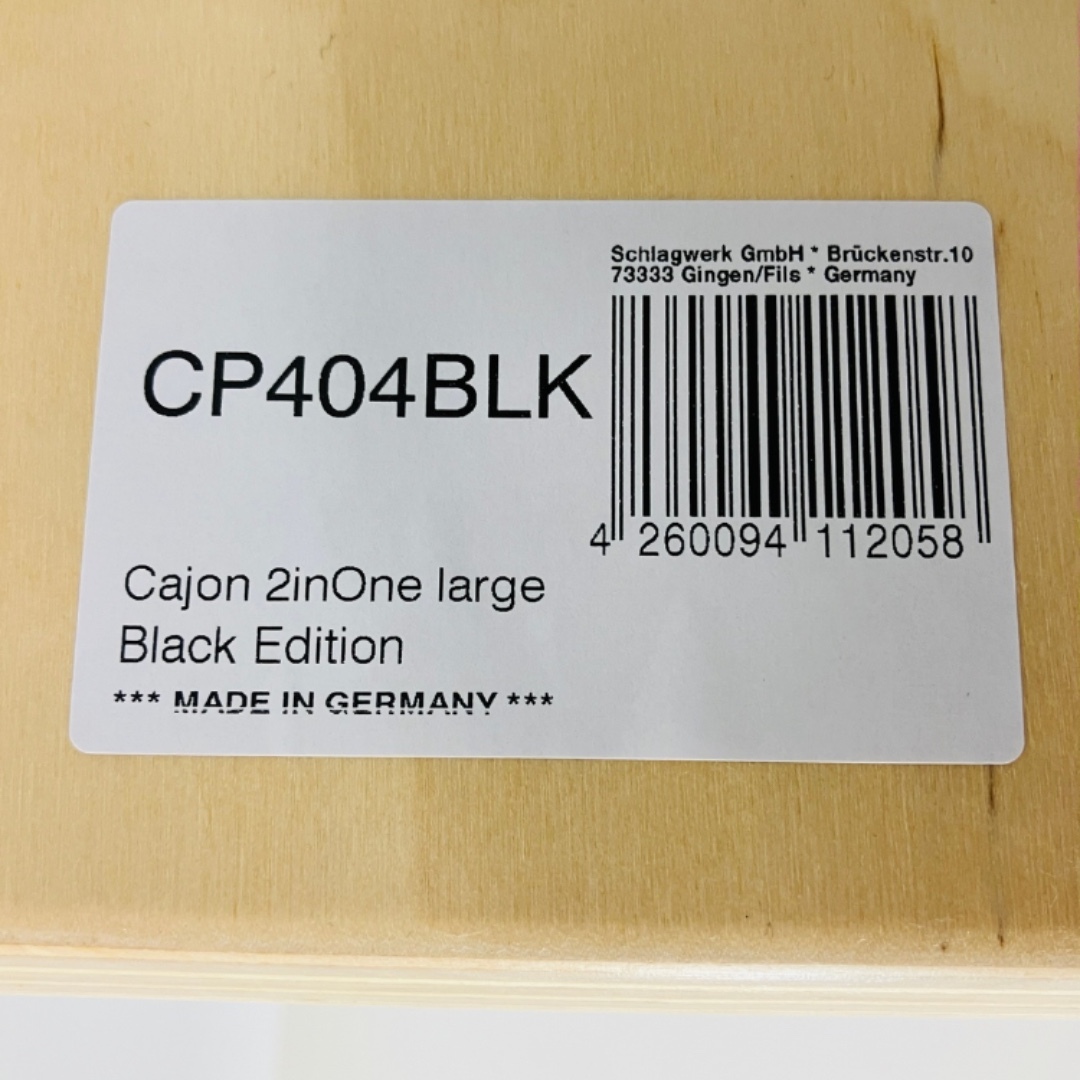 Schlagwerk GmbH * Brückenstr.10
73333 Gingen/Fils * Germany
CP404BLK
4 260094 112058
Cajon 2inOne large
Black Edition
*** MADE IN GERMANY ***